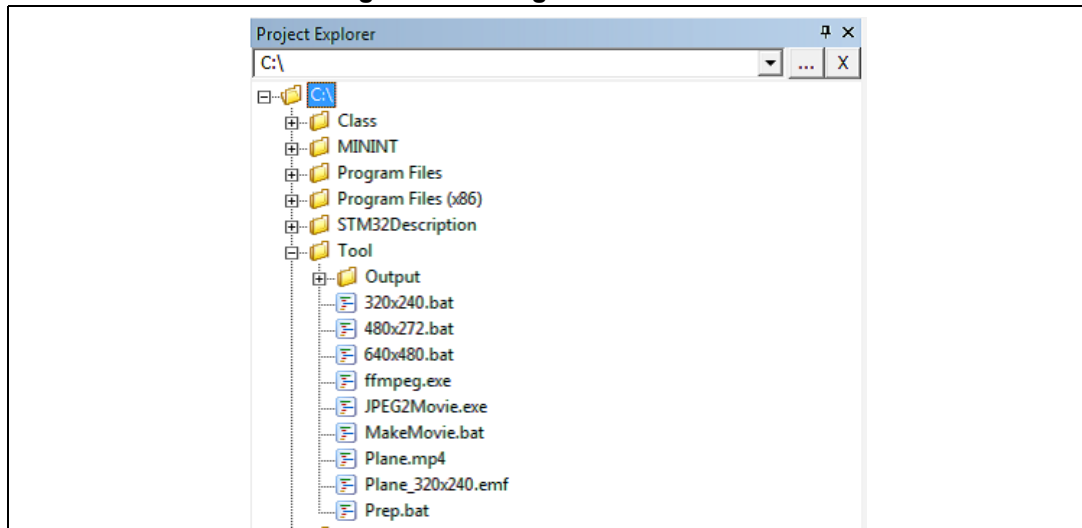 Project Explorer
C:\
... X
C:\
Class
MININT
Program Files
Program Files (x86)
STM32Description
Tool
Output
320x240.bat
480x272.bat
640x480.bat
ffmpeg.exe
JPEG2Movie.exe
MakeMovie.bat
Plane.mp4
Plane_320x240.emf
Prep.bat